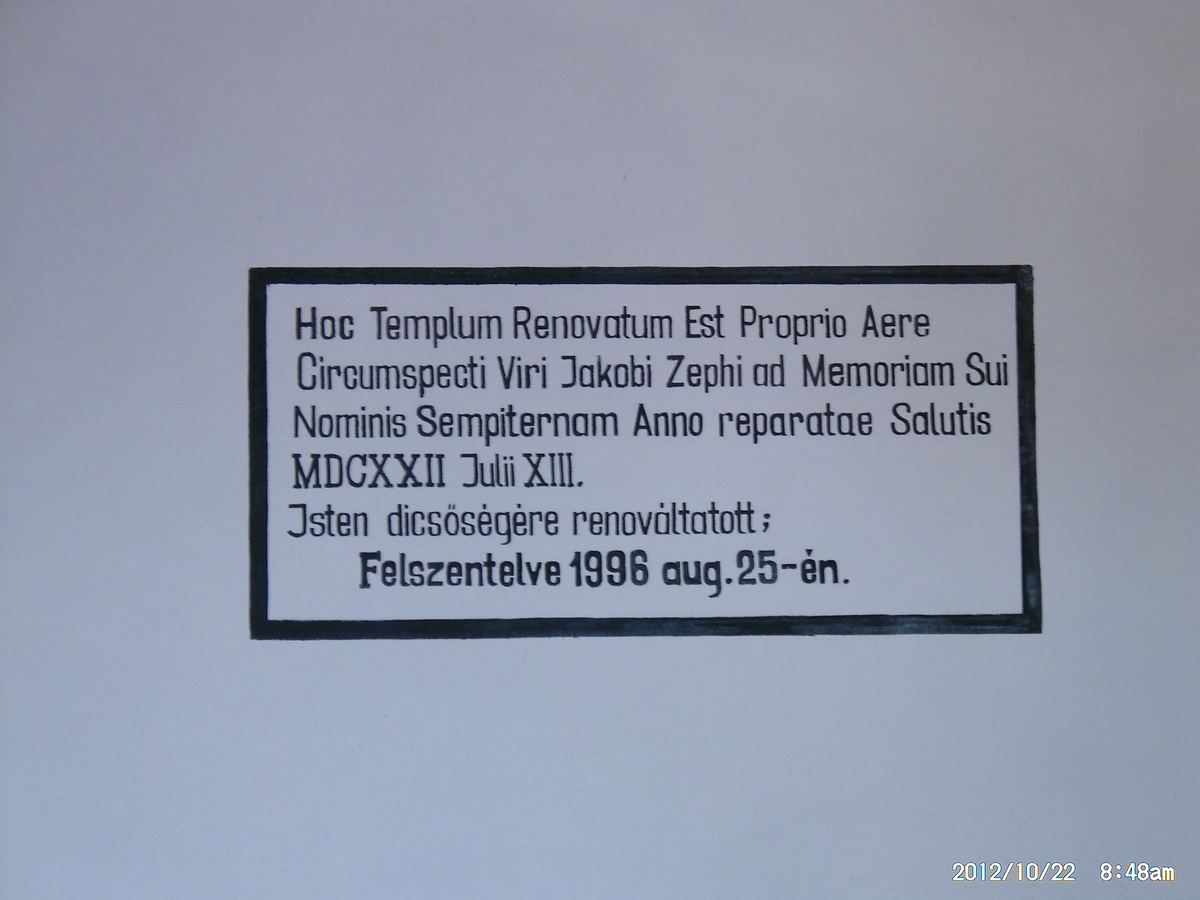 Hoc Templum Renovatum Est Proprio Aere
Circumspecti Viri Jakobi Zephi ad Memoriam Sui
Nominis Sempiternam Anno reparatae Salutis
MDCXXII Julii XIII.
Isten dicsőségére renováltatott;
Felszentelve 1996 aug.25-én.
2012/10/22 8:48am